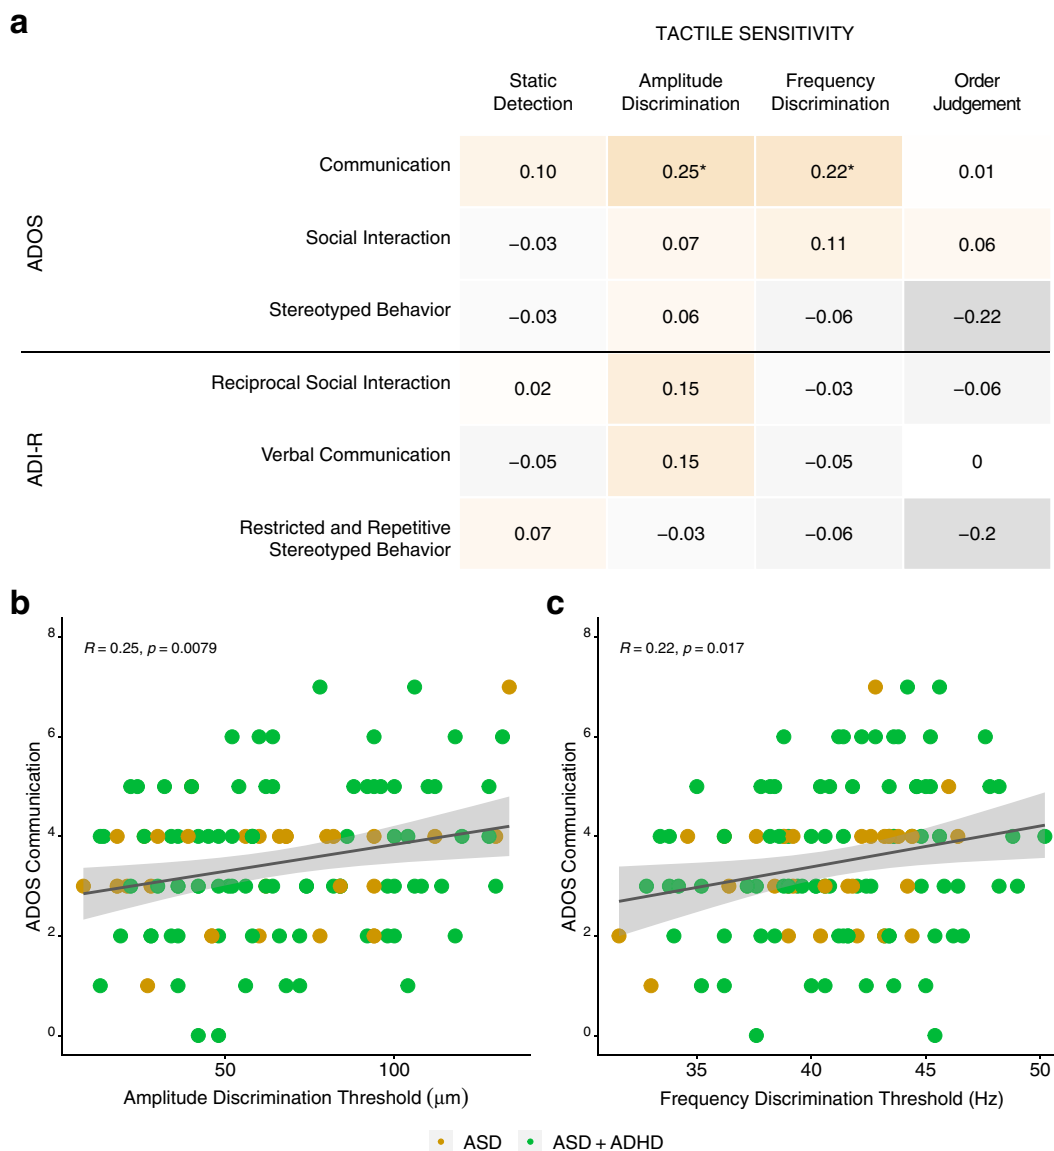 a
TACTILE SENSITIVITY
Static Detection
Amplitude Discrimination
Frequency Discrimination
Order Judgement
ADOS
Communication 0.10 0.25* 0.22* 0.01
Social Interaction −0.03 0.07 0.11 0.06
Stereotyped Behavior −0.03 0.06 −0.06 −0.22
ADI-R
Reciprocal Social Interaction 0.02 0.15 −0.03 −0.06
Verbal Communication −0.05 0.15 −0.05 0
Restricted and Repetitive
Stereotyped Behavior 0.07 −0.03 −0.06 −0.2
b
R = 0.25, p = 0.0079
ADOS Communication
8
6
4
2
0
50 100
Amplitude Discrimination Threshold (μm)
c
R = 0.22, p = 0.017
ADOS Communication
8
6
4
2
0
35 40 45 50
Frequency Discrimination Threshold (Hz)
ASD ASD + ADHD